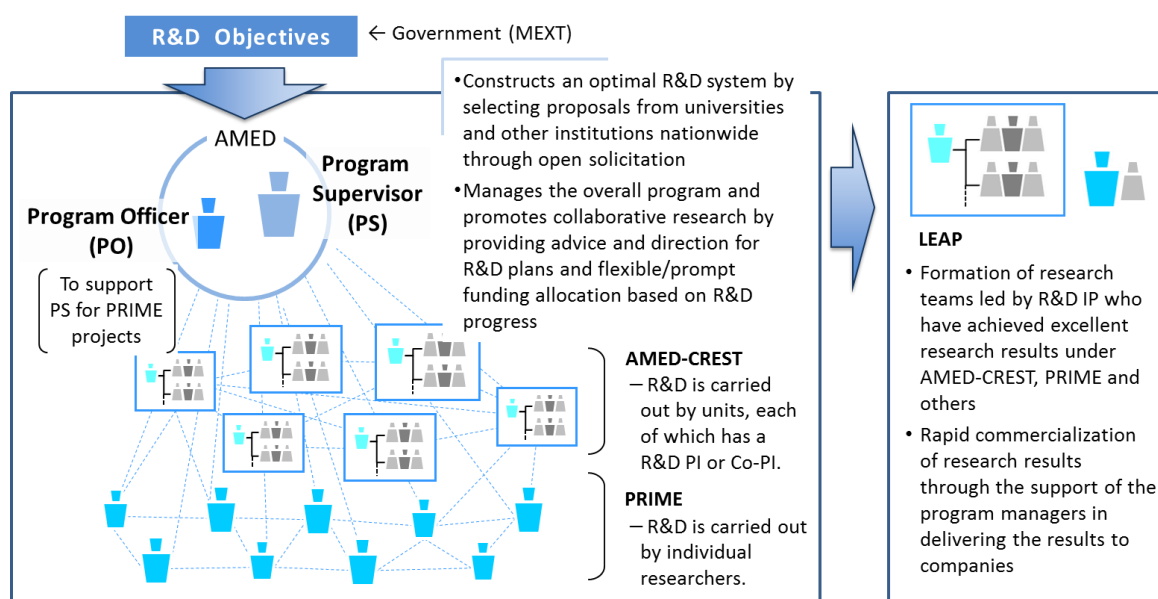 R&D Objectives
← Government (MEXT)
•Constructs an optimal R&D system by
selecting proposals from universities
and other institutions nationwide
through open solicitation
•Manages the overall program and
promotes collaborative research by
providing advice and direction for
R&D plans and flexible/prompt
funding allocation based on R&D
progress
AMED
Program
Supervisor
(PS)
Program Officer
(PO)
To support
PS for PRIME
projects
AMED-CREST
– R&D is carried
out by units, each
of which has a
R&D PI or Co-PI.
PRIME
– R&D is carried out
by individual
researchers.
LEAP
• Formation of research
teams led by R&D IP who
have achieved excellent
research results under
AMED-CREST, PRIME and
others
• Rapid commercialization
of research results
through the support of the
program managers in
delivering the results to
companies